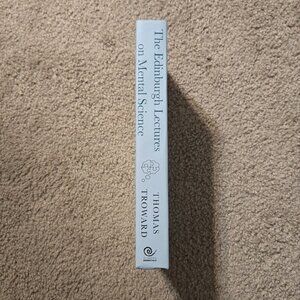 The Edinburgh Lectures
on Mental Science
THOMAS
TROWARD